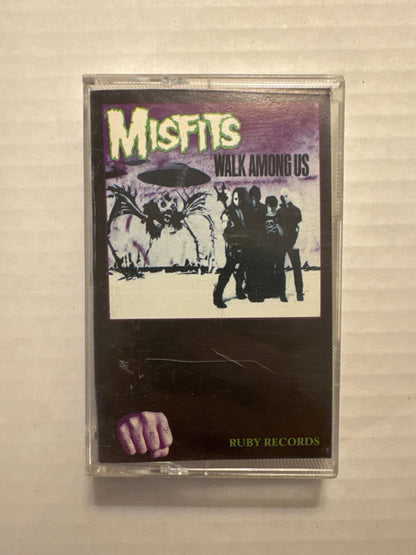 MISFITS
WALK AMONG US
RUBY RECORDS